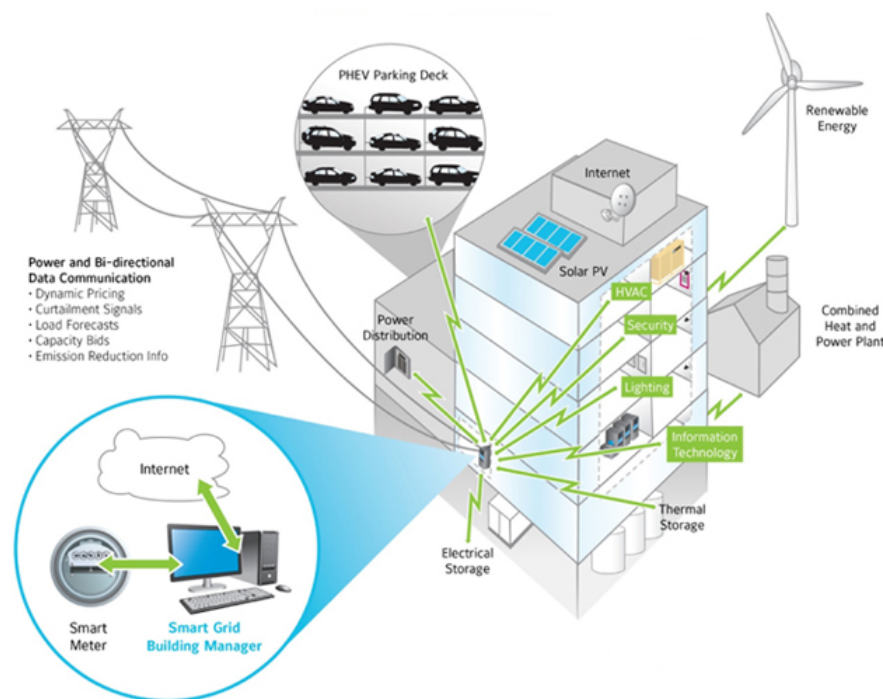 PHEV Parking Deck
Renewable
Energy
Internet
Solar PV
Power and Bi-directional
Data Communication
• Dynamic Pricing
• Curtailment Signals
• Load Forecasts
• Capacity Bids
• Emission Reduction Info
HVAC
Power
Distribution
Security
Combined
Heat and
Power Plant
Lighting
Information
Technology
Internet
Thermal
Storage
Electrical
Storage
Smart
Meter
Smart Grid
Building Manager